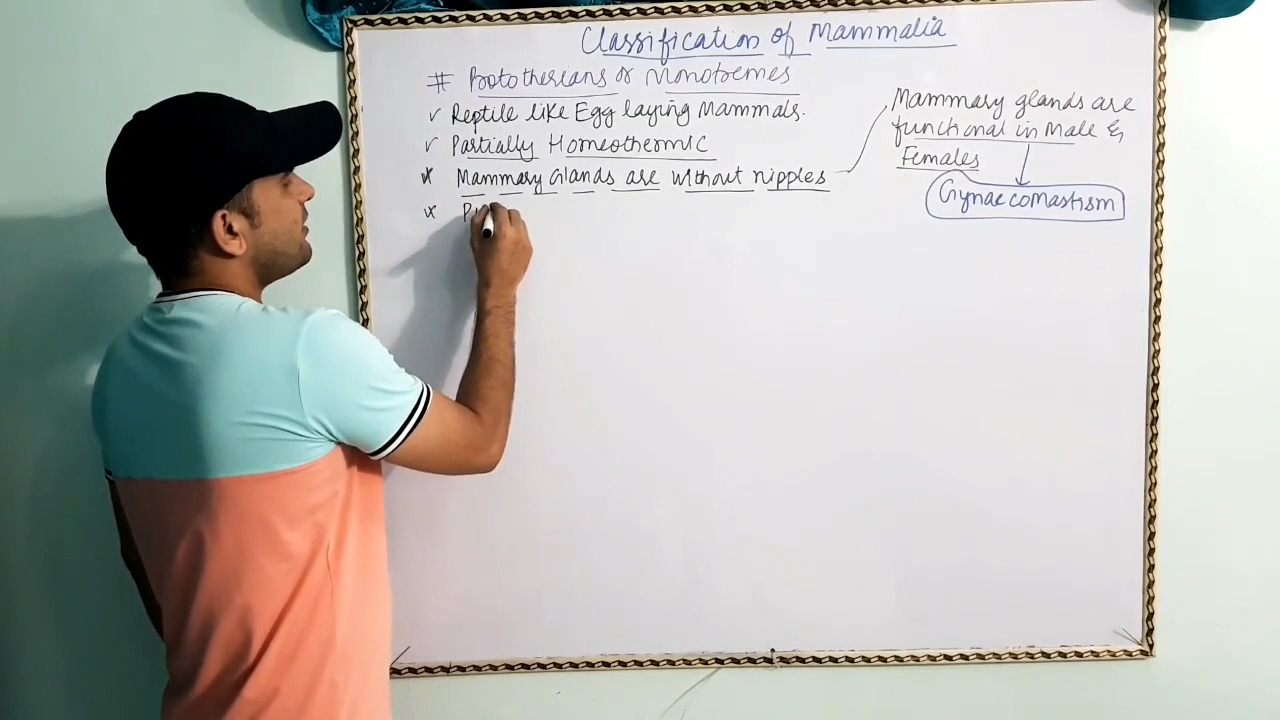 Classification of Mammalia
# Prototherians or Monotremes
✓ Reptile like Egg laying Mammals.
✓ Partially Homeothermic
* Mammary Glands are without nipples
*
Mammary glands are
functional in Male &
Females
Gynaecomastism